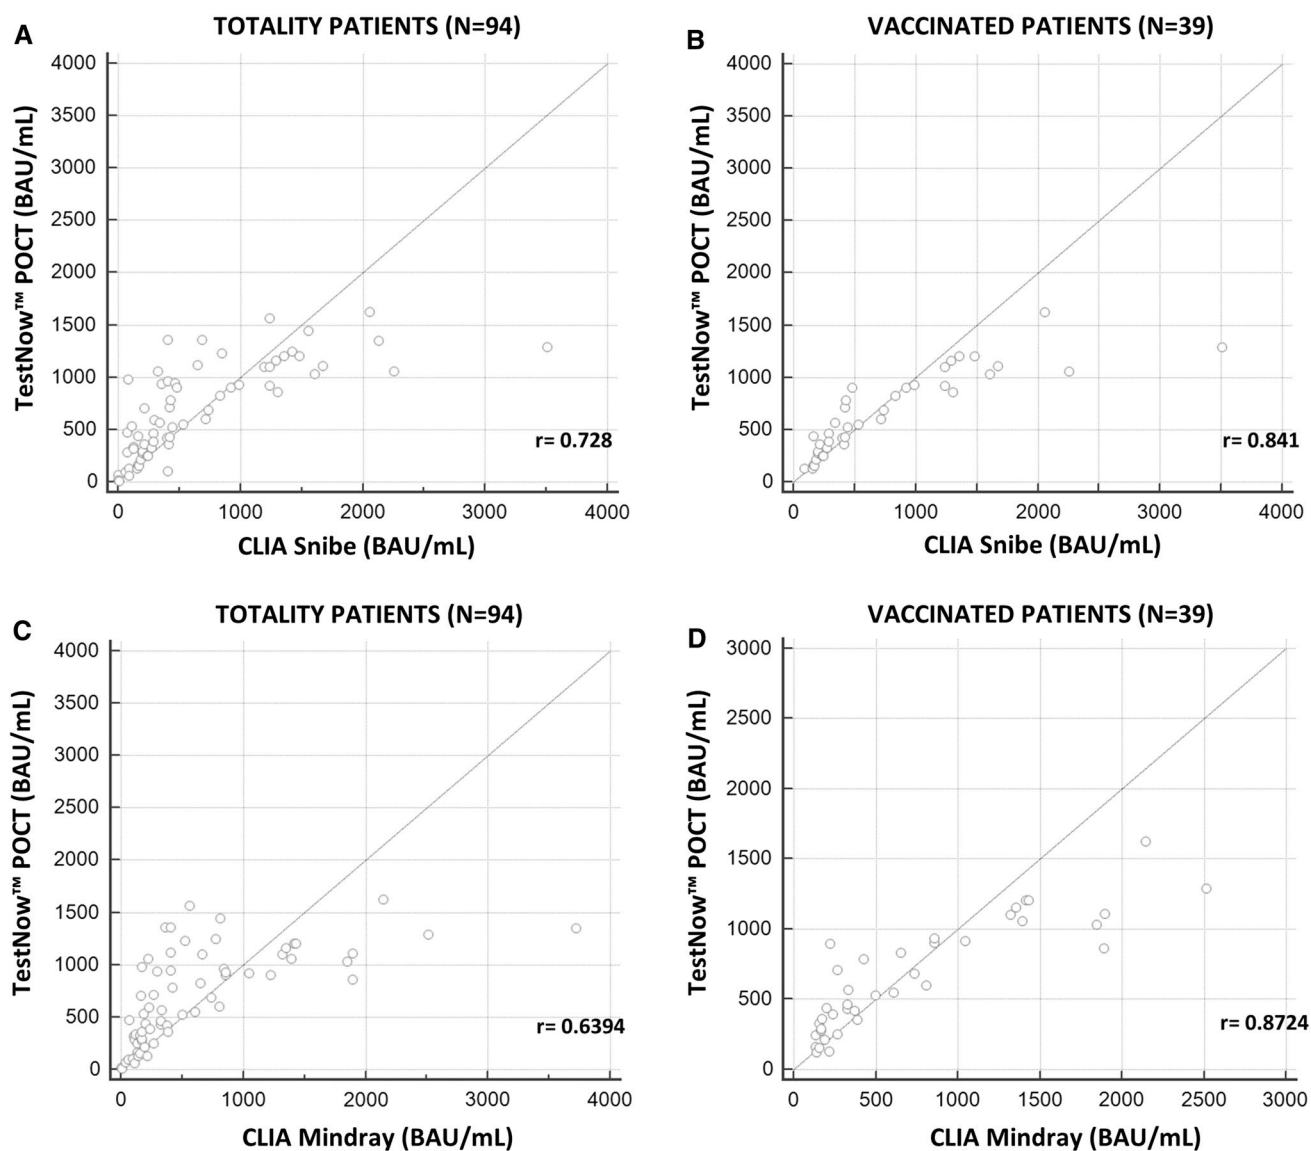 A
TOTALITY PATIENTS (N=94)
TestNow™ POCT (BAU/mL)
4000
3500
3000
2500
2000
1500
1000
500
0
r= 0.728
0 1000 2000 3000 4000
CLIA Snibe (BAU/mL)
B
VACCINATED PATIENTS (N=39)
TestNow™ POCT (BAU/mL)
4000
3500
3000
2500
2000
1500
1000
500
0
r= 0.841
0 1000 2000 3000 4000
CLIA Snibe (BAU/mL)
C
TOTALITY PATIENTS (N=94)
TestNow™ POCT (BAU/mL)
4000
3500
3000
2500
2000
1500
1000
500
0
r= 0.6394
0 1000 2000 3000 4000
CLIA Mindray (BAU/mL)
D
VACCINATED PATIENTS (N=39)
TestNow™ POCT (BAU/mL)
3000
2500
2000
1500
1000
500
0
r= 0.8724
0 500 1000 1500 2000 2500 3000
CLIA Mindray (BAU/mL)